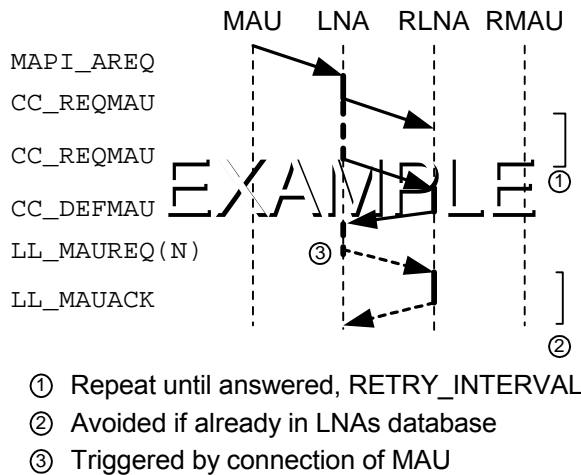 MAU LNA RLNA RMAU
MAPI_AREQ
CC_REQMAU
CC_REQMAU
①
EXAMPLE
CC_DEFMAU
LL_MAUREQ(N) ③
LL_MAUACK
②
① Repeat until answered, RETRY_INTERVAL
② Avoided if already in LNAs database
③ Triggered by connection of MAU